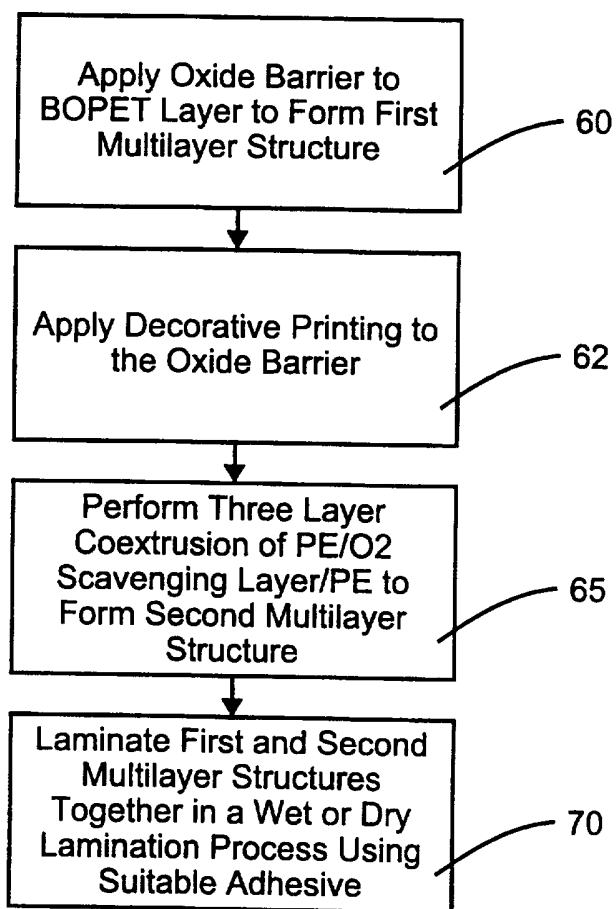 Apply Oxide Barrier to
BOPET Layer to Form First
Multilayer Structure
60
Apply Decorative Printing to
the Oxide Barrier
62
Perform Three Layer
Coextrusion of PE/O2
Scavenging Layer/PE to
Form Second Multilayer
Structure
65
Laminate First and Second
Multilayer Structures
Together in a Wet or Dry
Lamination Process Using
Suitable Adhesive
70